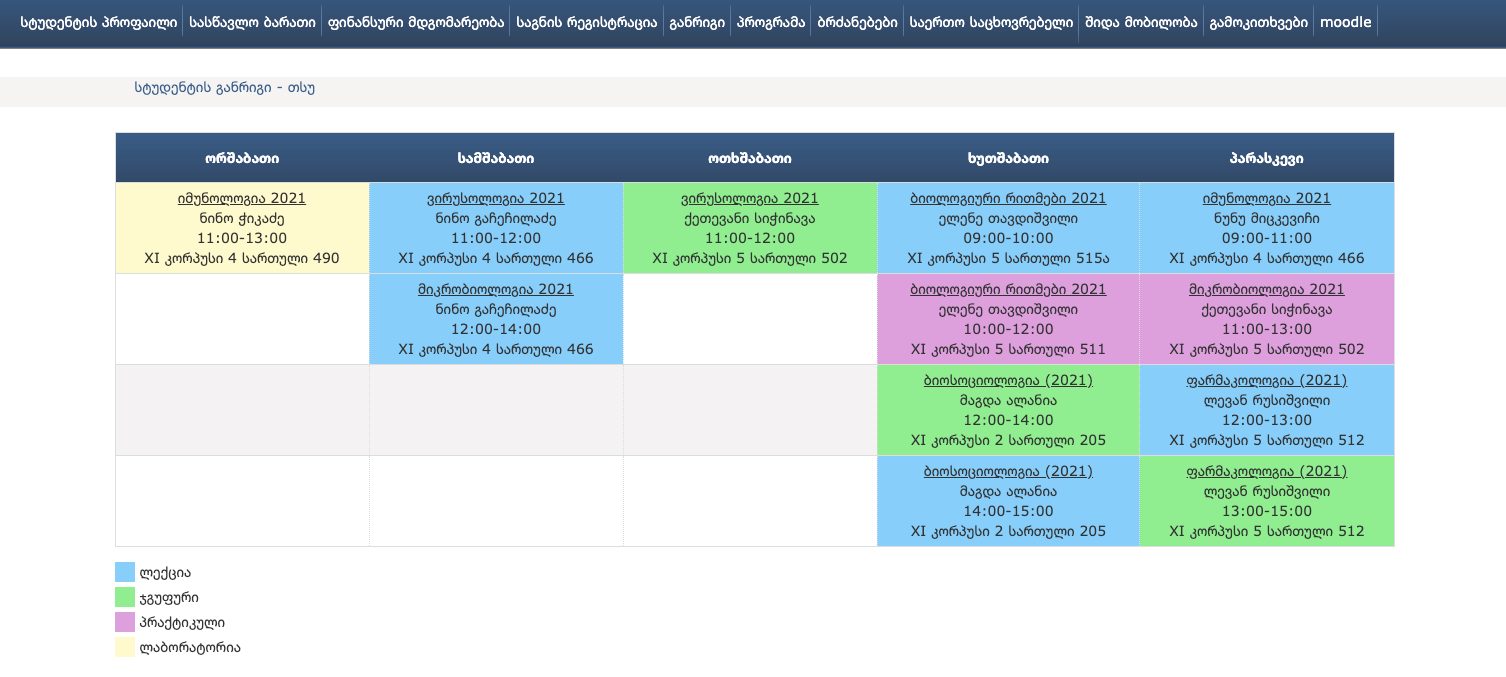 სტუდენტის პროფაილი სასწავლო ბარათი ფინანსური მდგომარეობა საგნის რეგისტრაცია განრიგი პროგრამა ბრძანებები საერთო საცხოვრებელი შიდა მობილობა გამოკითხვები moodle
სტუდენტის განრიგი - თსუ
ორშაბათი სამშაბათი ოთხშაბათი ხუთშაბათი პარასკევი
იმუნოლოგია 2021
ნინო ჭიკაძე
11:00-13:00
XI კორპუსი 4 სართული 490
ვირუსოლოგია 2021
ნინო გაჩეჩილაძე
11:00-12:00
XI კორპუსი 4 სართული 466
ვირუსოლოგია 2021
ქეთევანი სიჭინავა
11:00-12:00
XI კორპუსი 5 სართული 502
ბიოლოგიური რითმები 2021
ელენე თავდიშვილი
09:00-10:00
XI კორპუსი 5 სართული 515ა
იმუნოლოგია 2021
ნუნუ მიცკევიჩი
09:00-11:00
XI კორპუსი 4 სართული 466
მიკრობიოლოგია 2021
ნინო გაჩეჩილაძე
12:00-14:00
XI კორპუსი 4 სართული 466
ბიოლოგიური რითმები 2021
ელენე თავდიშვილი
10:00-12:00
XI კორპუსი 5 სართული 511
მიკრობიოლოგია 2021
ქეთევანი სიჭინავა
11:00-13:00
XI კორპუსი 5 სართული 502
ბიოსოციოლოგია (2021)
მაგდა ალანია
12:00-14:00
XI კორპუსი 2 სართული 205
ფარმაკოლოგია (2021)
ლევან რუსიშვილი
12:00-13:00
XI კორპუსი 5 სართული 512
ბიოსოციოლოგია (2021)
მაგდა ალანია
14:00-15:00
XI კორპუსი 2 სართული 205
ფარმაკოლოგია (2021)
ლევან რუსიშვილი
13:00-15:00
XI კორპუსი 5 სართული 512
ლექცია
ჯგუფური
პრაქტიკული
ლაბორატორია